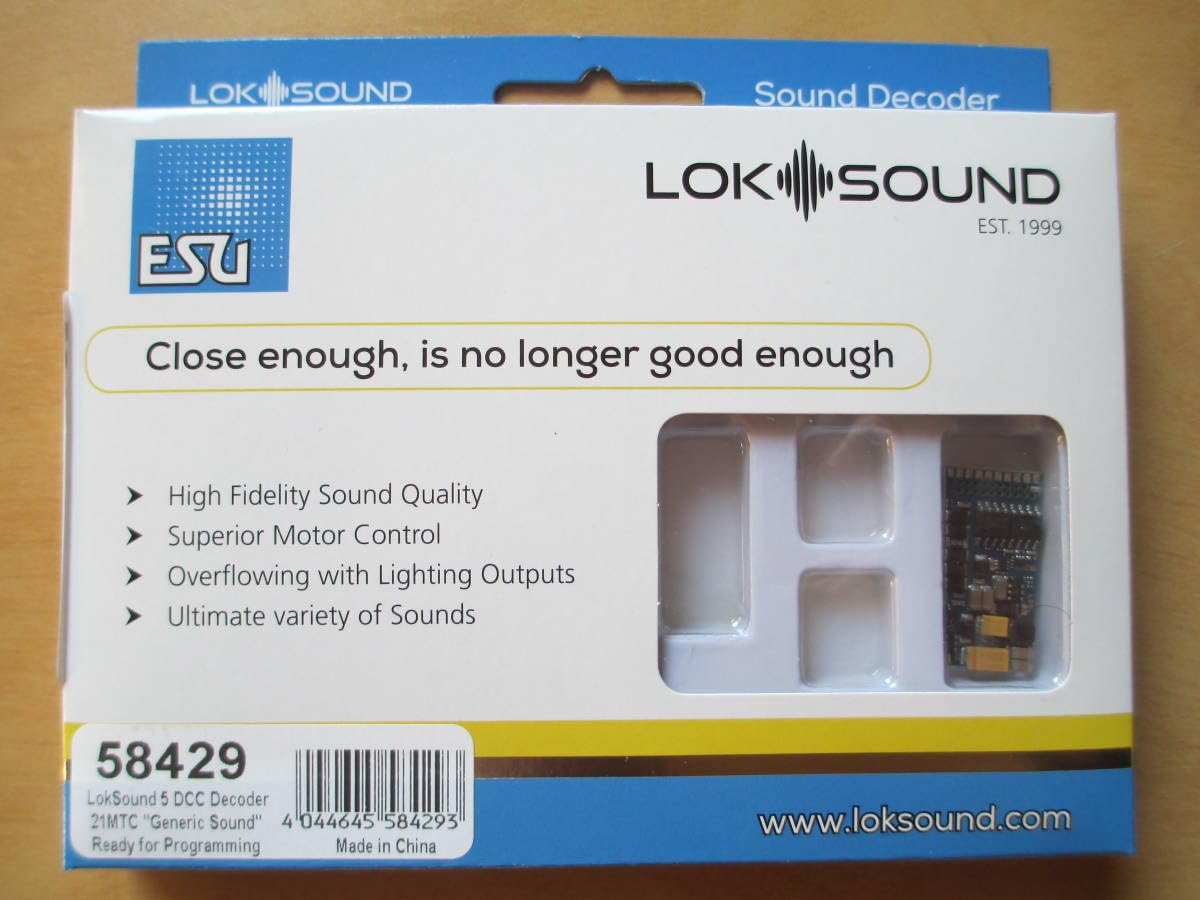 LOKSOUND
Sound Decoder
ESU
LOKSOUND
EST. 1999
Close enough, is no longer good enough
High Fidelity Sound Quality
Superior Motor Control
Overflowing with Lighting Outputs
Ultimate variety of Sounds
58429
LokSound 5 DCC Decoder
21MTC "Generic Sound"
Ready for Programming
4 044645 584293
Made in China
www.loksound.com